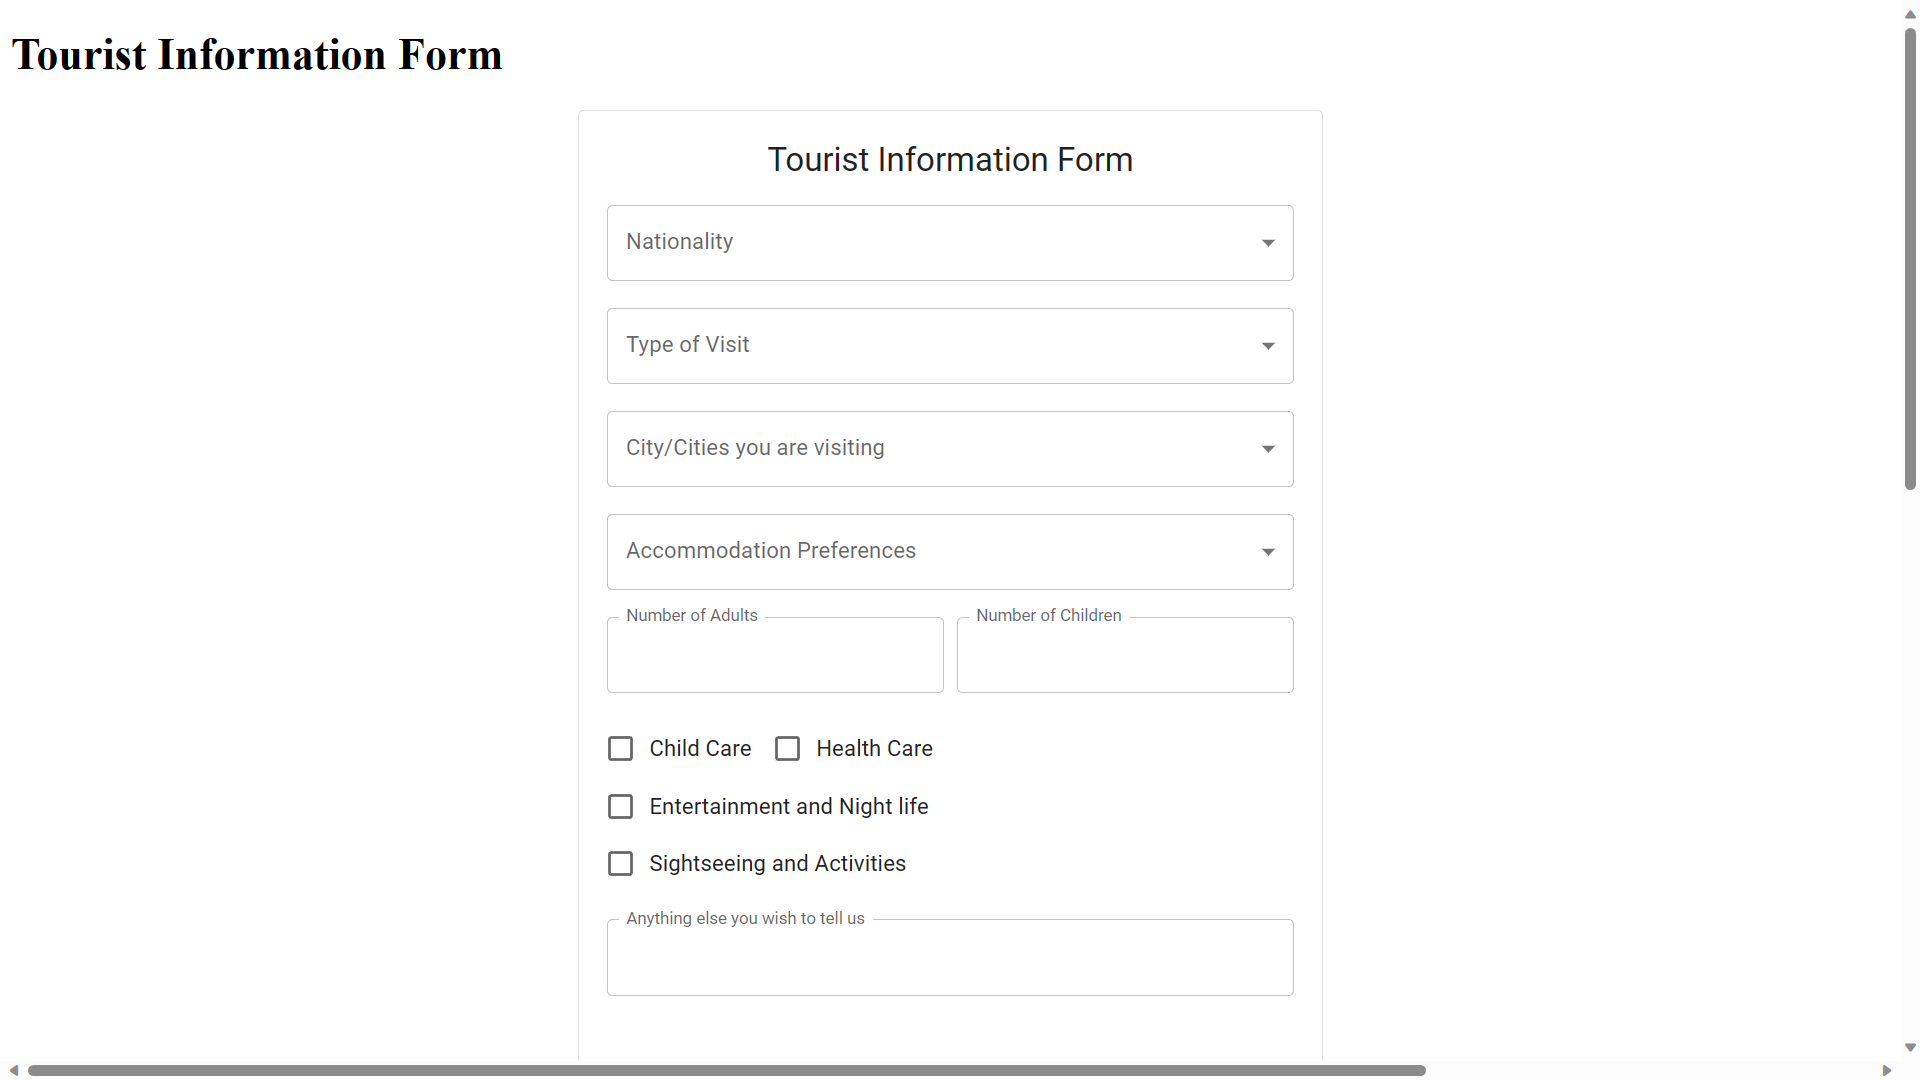 Tourist Information Form
Tourist Information Form
Nationality
Type of Visit
City/Cities you are visiting
Accommodation Preferences
Number of Adults
Number of Children
Child Care
Health Care
Entertainment and Night life
Sightseeing and Activities
Anything else you wish to tell us